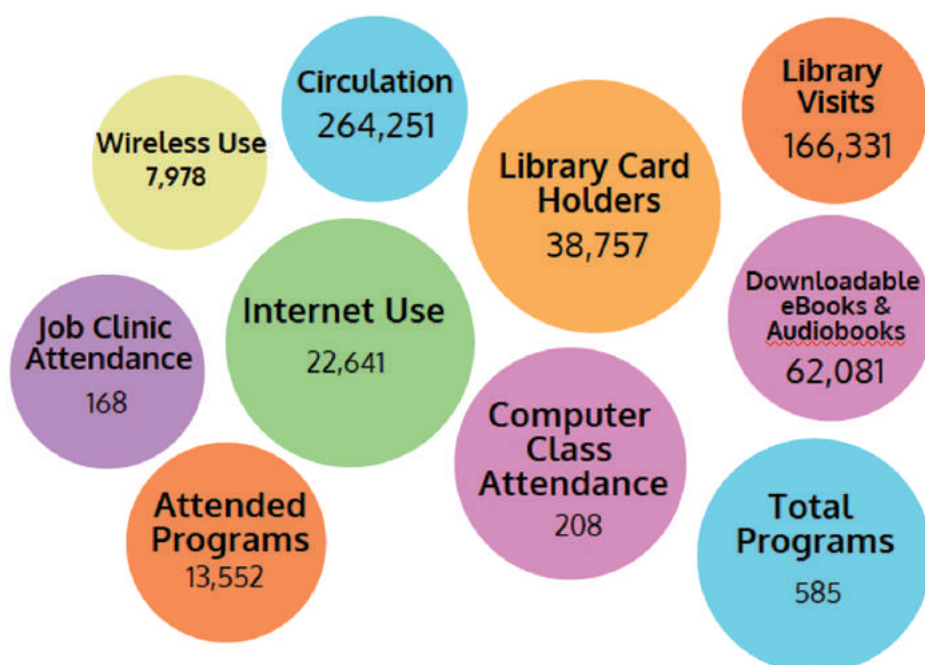 Wireless Use
7,978
Circulation
264,251
Library Card
Holders
38,757
Library
Visits
166,331
Job Clinic
Attendance
168
Internet Use
22,641
Downloadable
eBooks &
Audiobooks
62,081
Attended
Programs
13,552
Computer
Class
Attendance
208
Total
Programs
585